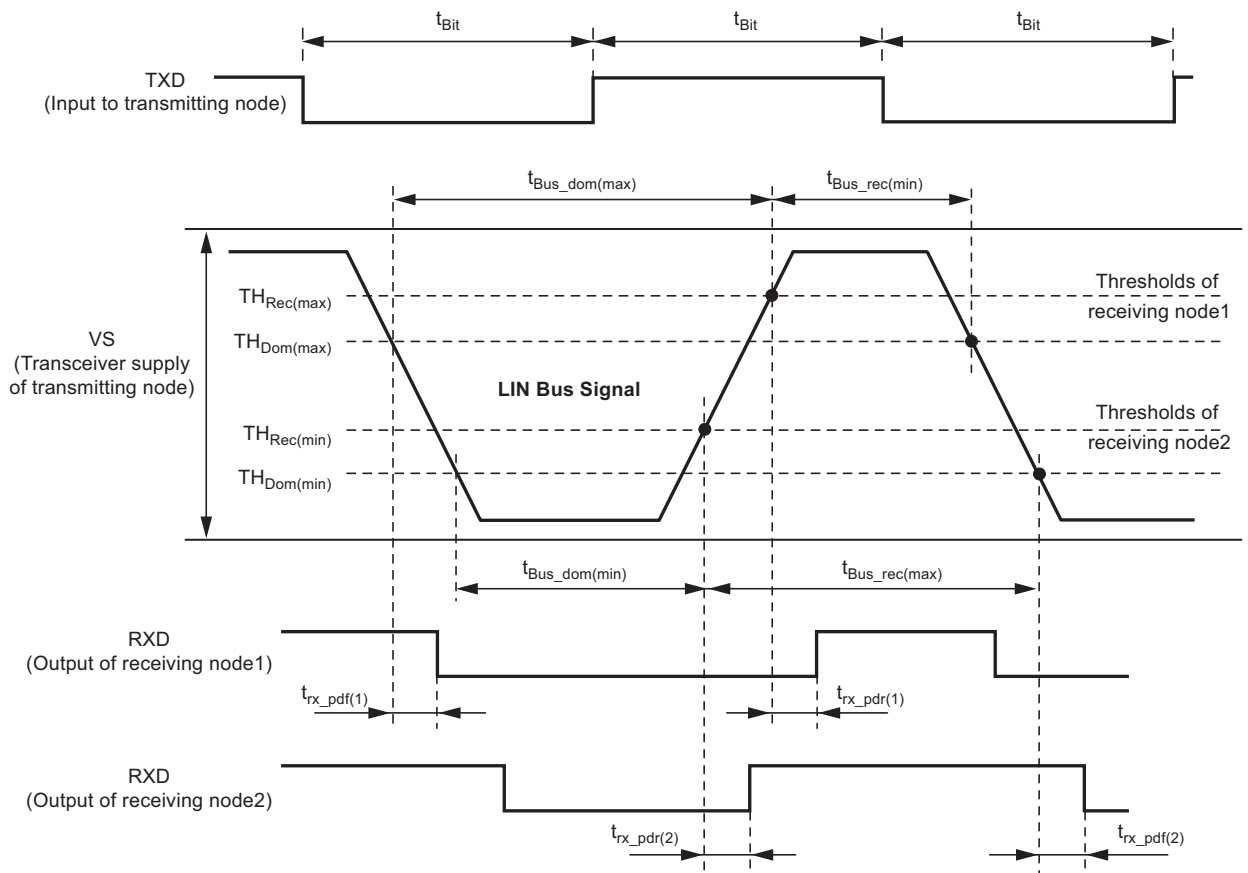 tBit
tBit
tBit
TXD
(Input to transmitting node)
tBus_dom(max)
tBus_rec(min)
THRec(max)
Thresholds of
receiving node1
VS
(Transceiver supply
of transmitting node)
THDom(max)
LIN Bus Signal
THRec(min)
Thresholds of
receiving node2
THDom(min)
tBus_dom(min)
tBus_rec(max)
RXD
(Output of receiving node1)
trx_pdf(1)
trx_pdr(1)
RXD
(Output of receiving node2)
trx_pdr(2)
trx_pdf(2)